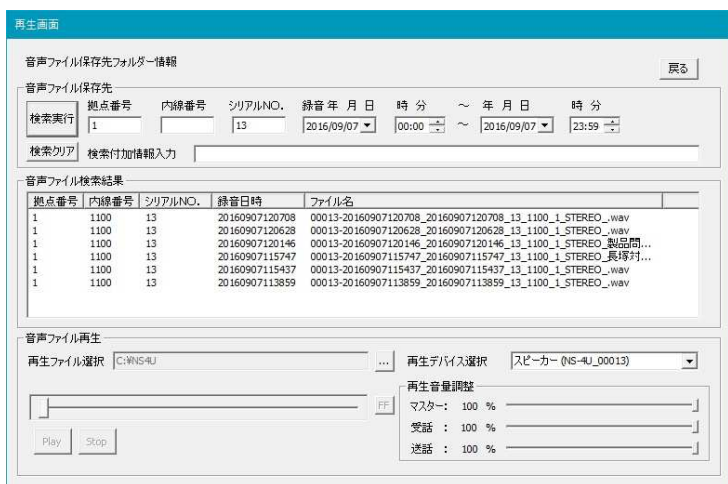 再生画面
音声ファイル保存先フォルダー情報
戻る
音声ファイル保存先
拠点番号 内線番号 シリアルNO. 録音 年 月 日 時 分 ～ 年 月 日 時 分
検索実行 1 13 2016/09/07 00:00 ～ 2016/09/07 23:59
検索クリア 検索付加情報入力
音声ファイル検索結果
拠点番号 内線番号 シリアルNO. 録音日時 ファイル名
1 1100 13 20160907120708 00013-20160907120708_20160907120708_13_1100_1_STEREO_.wav
1 1100 13 20160907120628 00013-20160907120628_20160907120628_13_1100_1_STEREO_.wav
1 1100 13 20160907120146 00013-20160907120146_20160907120146_13_1100_1_STEREO_製品問...
1 1100 13 20160907115747 00013-20160907115747_20160907115747_13_1100_1_STEREO_長塚対...
1 1100 13 20160907115437 00013-20160907115437_20160907115437_13_1100_1_STEREO_.wav
1 1100 13 20160907113859 00013-20160907113859_20160907113859_13_1100_1_STEREO_.wav
音声ファイル再生
再生ファイル選択 C:¥NS4U ... 再生デバイス選択 スピーカー (NS-4U_00013)
再生音量調整
FF マスター: 100 %
Play Stop 受話 : 100 %
送話 : 100 %